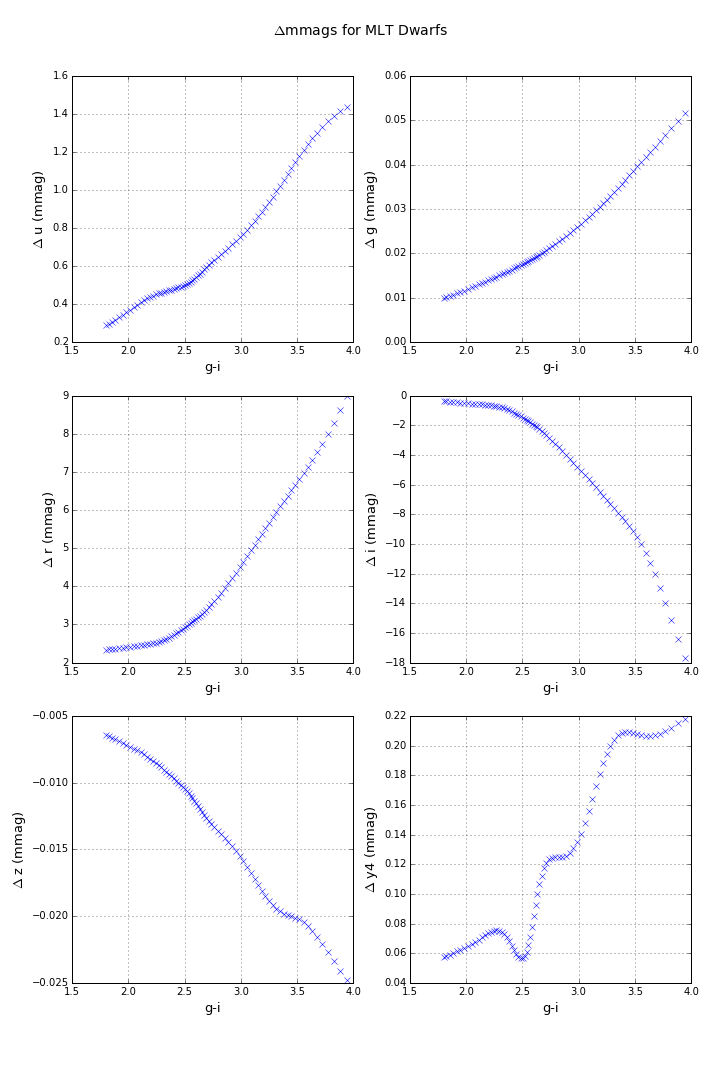 Δmmags for MLT Dwarfs
Δ u (mmag)
1.6
1.4
1.2
1.0
0.8
0.6
0.4
0.2
1.5 2.0 2.5 3.0 3.5 4.0
g-i
Δ g (mmag)
0.06
0.05
0.04
0.03
0.02
0.01
0.00
1.5 2.0 2.5 3.0 3.5 4.0
g-i
Δ r (mmag)
9
8
7
6
5
4
3
2
1.5 2.0 2.5 3.0 3.5 4.0
g-i
Δ i (mmag)
0
−2
−4
−6
−8
−10
−12
−14
−16
−18
1.5 2.0 2.5 3.0 3.5 4.0
g-i
Δ z (mmag)
−0.005
−0.010
−0.015
−0.020
−0.025
1.5 2.0 2.5 3.0 3.5 4.0
g-i
Δ y4 (mmag)
0.22
0.20
0.18
0.16
0.14
0.12
0.10
0.08
0.06
0.04
1.5 2.0 2.5 3.0 3.5 4.0
g-i